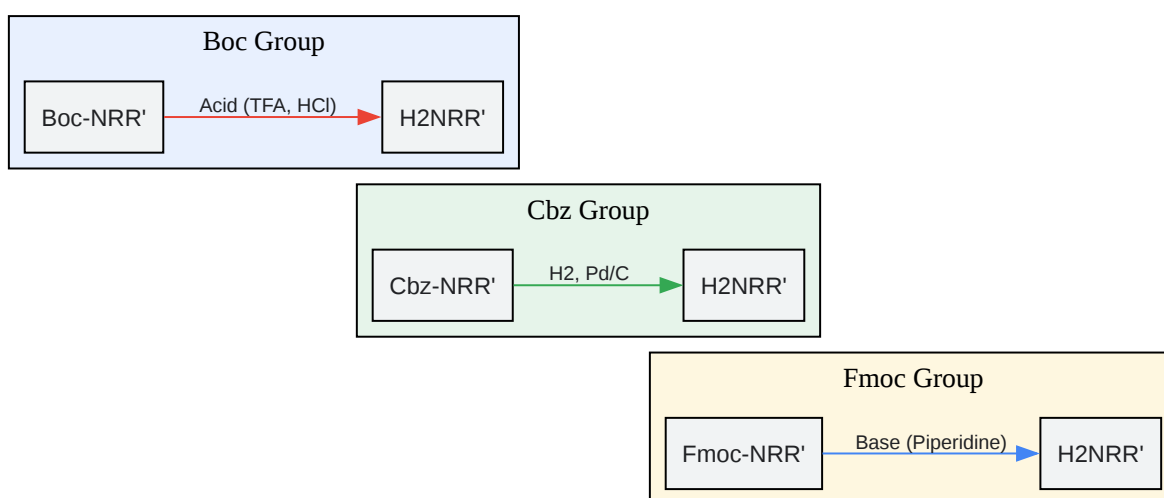 Boc Group
Boc-NRR'
Acid (TFA, HCl)
H2NRR'
Cbz Group
Cbz-NRR'
H2, Pd/C
H2NRR'
Fmoc Group
Fmoc-NRR'
Base (Piperidine)
H2NRR'